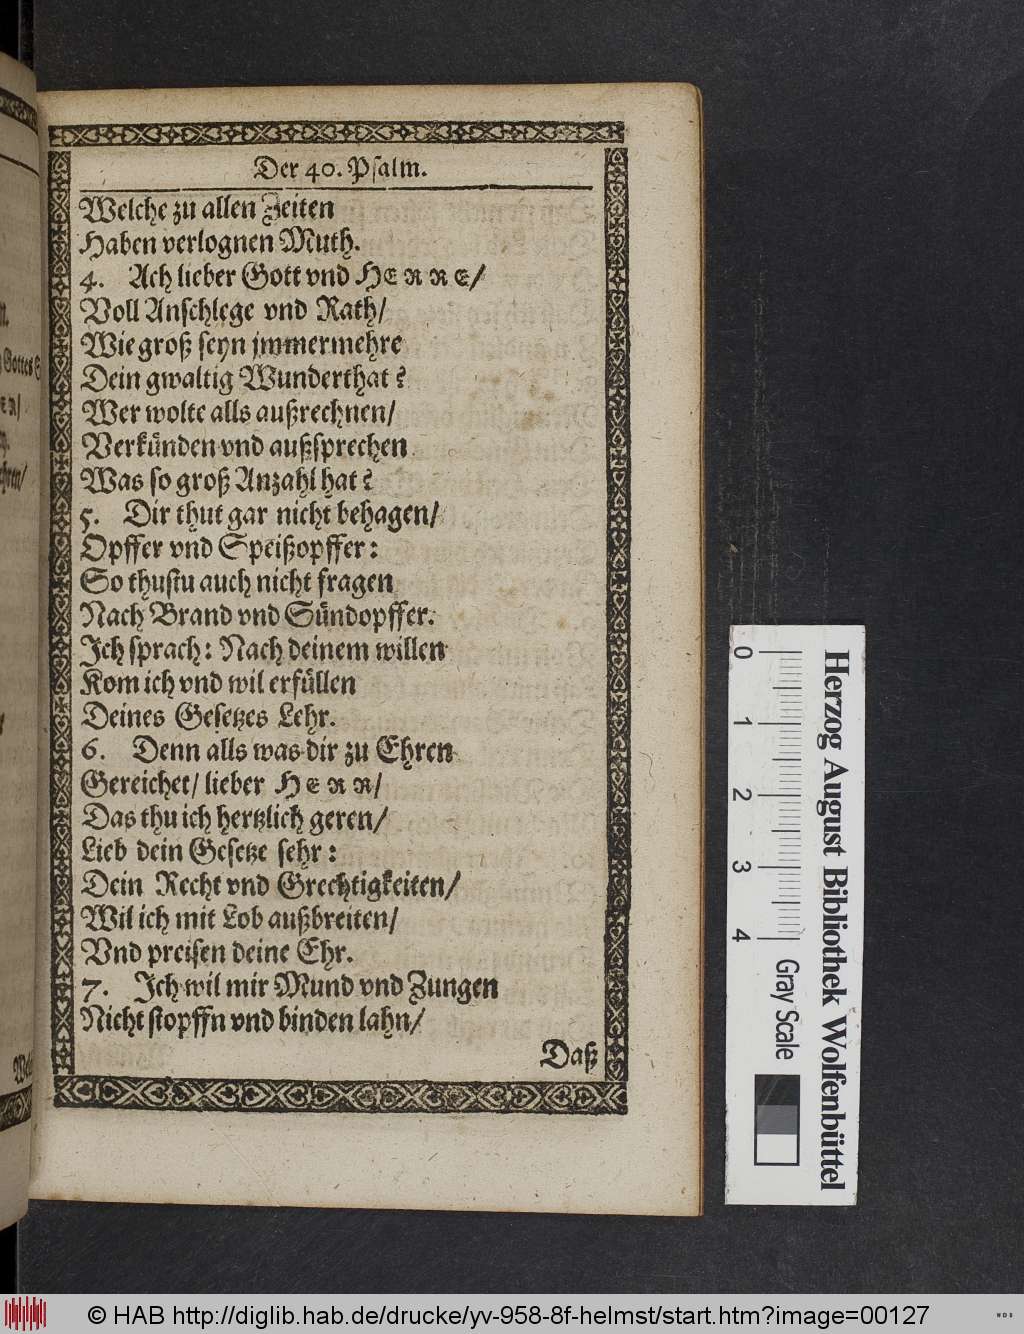 Der 40. Psalm.
Welche zu allen Zeiten
Haben verlognen Muth.
4. Ach lieber Gott vnd HERRE/
Voll Anschlege vnd Rath/
Wie groß seyn jmmermehre
Dein gwaltig Wunderthat?
Wer wolte alls außrechnen/
Verkünden vnd außsprechen
Was so groß Anzahl hat?
5. Dir thut gar nicht behagen/
Opffer vnd Speißopffer:
So thustu auch nicht fragen
Nach Brand vnd Sündopffer.
Ich sprach: Nach deinem willen
Kom ich vnd wil erfüllen
Deines Gesetzes Lehr.
6. Denn alls was dir zu Ehren
Gereichet/ lieber HERR/
Das thu ich hertzlich geren/
Lieb dein Gesetze sehr:
Dein Recht vnd Grechtigkeiten/
Wil ich mit Lob außbreiten/
Vnd preisen deine Ehr.
7. Ich wil mir Mund vnd Zungen
Nicht stopffn vnd binden lahn/
Daß
Gottes
0 1 2 3 4
Gray Scale
Herzog August Bibliothek Wolfenbüttel
© HAB http://diglib.hab.de/drucke/yv-958-8f-helmst/start.htm?image=00127